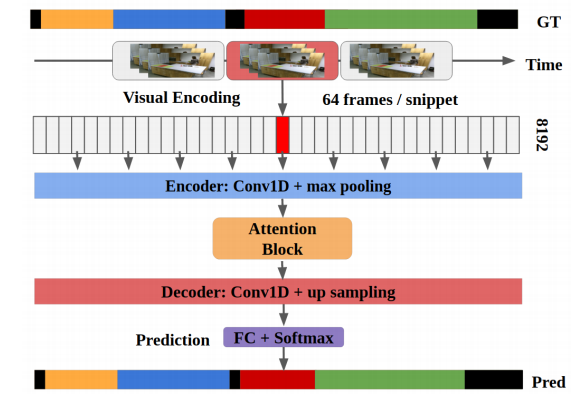 GT
Time
Visual Encoding
64 frames / snippet
8192
Encoder: Conv1D + max pooling
Attention
Block
Decoder: Conv1D + up sampling
Prediction
FC + Softmax
Pred